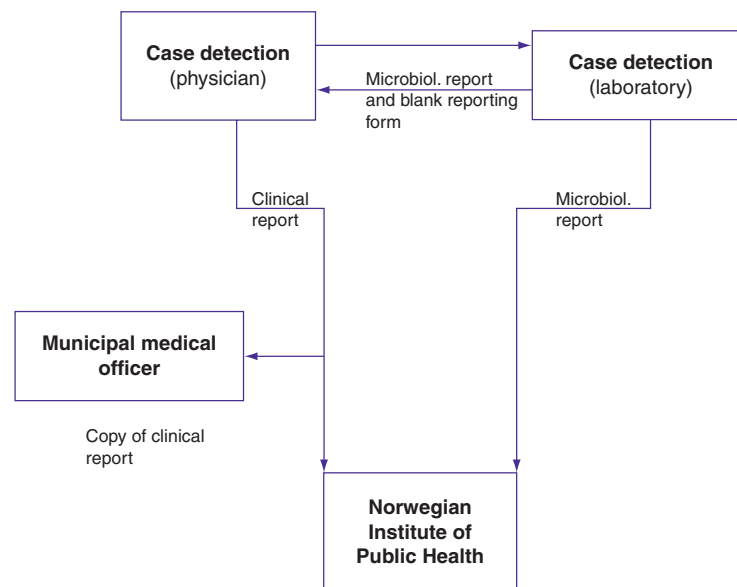 Case detection
(physician)
Case detection
(laboratory)
Microbiol. report
and blank reporting
form
Clinical
report
Microbiol.
report
Municipal medical
officer
Copy of clinical
report
Norwegian
Institute of
Public Health